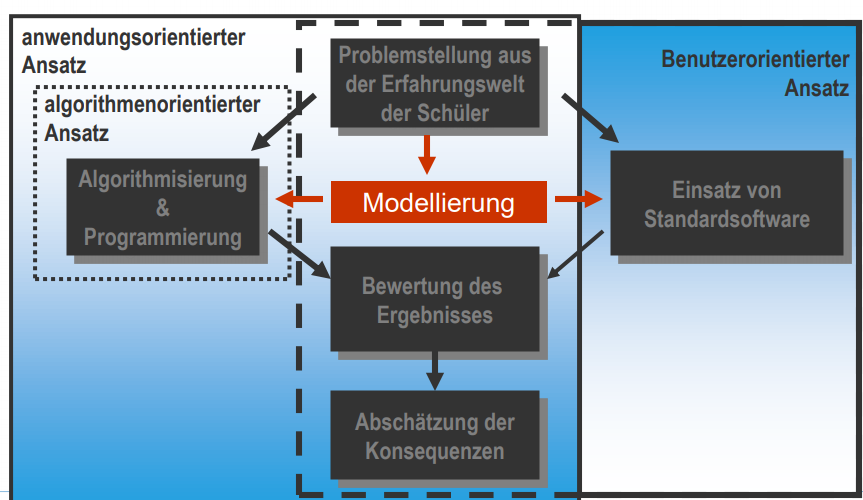 anwendungsorientierter
Ansatz
algorithmenorientierter
Ansatz
Algorithmisierung
&
Programmierung
Problemstellung aus
der Erfahrungswelt
der Schüler
Modellierung
Bewertung des
Ergebnisses
Abschätzung der
Konsequenzen
Benutzerorientierter
Ansatz
Einsatz von
Standardsoftware